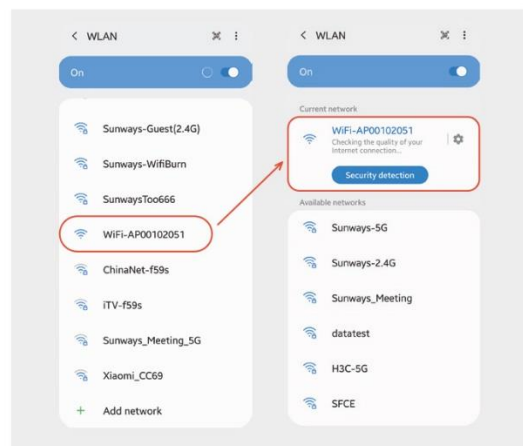 WLAN
On
Sunways-Guest(2.4G)
Sunways-WifiBurn
SunwaysToo666
WiFi-AP00102051
ChinaNet-f59s
iTV-f59s
Sunways_Meeting_5G
Xiaomi_CC69
+ Add network
WLAN
On
Current network
WiFi-AP00102051
Checking the quality of your
internet connection...
Security detection
Available networks
Sunways-5G
Sunways-2.4G
Sunways_Meeting
datatest
H3C-5G
SFCE